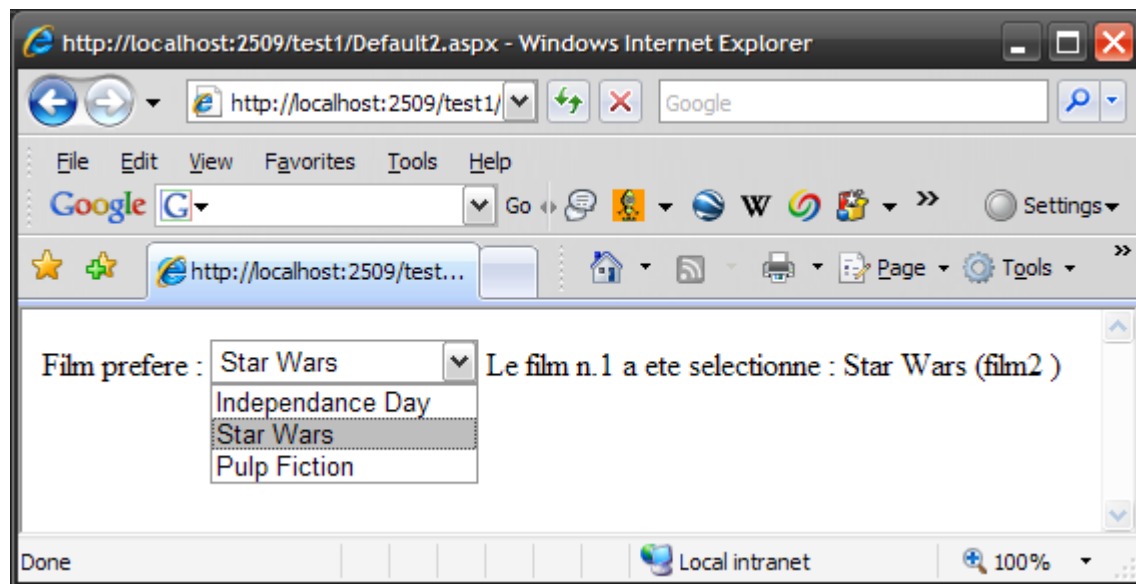 http://localhost:2509/test1/Default2.aspx - Windows Internet Explorer
http://localhost:2509/test1/ Google
File Edit View Favorites Tools Help
Google G Go W » Settings
http://localhost:2509/test... Page Tools »
Film prefere : Star Wars Le film n.1 a ete selectionne : Star Wars (film2 )
Independance Day
Star Wars
Pulp Fiction
Done Local intranet 100%